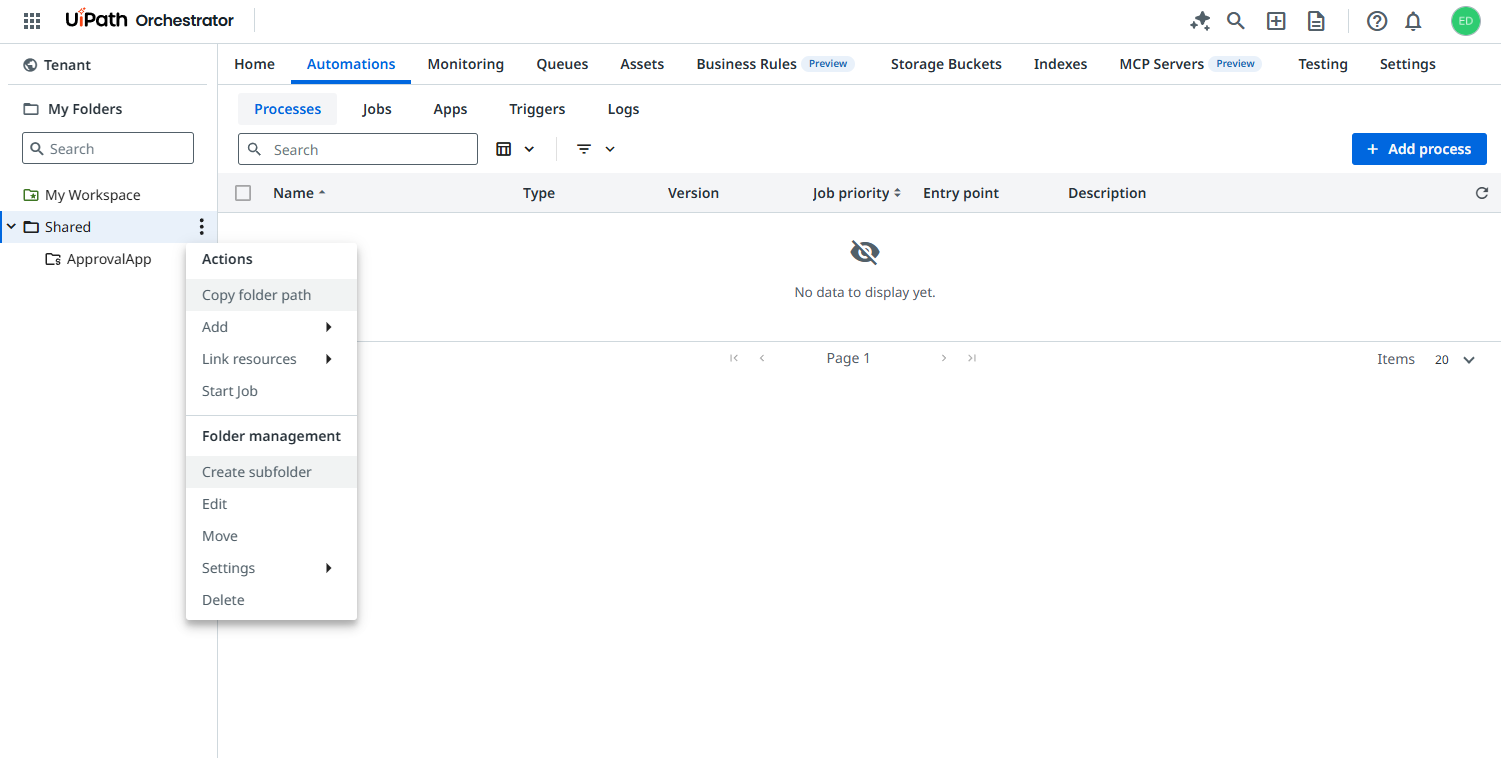 UiPath Orchestrator
ED
Tenant
Home Automations Monitoring Queues Assets Business Rules Preview Storage Buckets Indexes MCP Servers Preview Testing Settings
My Folders
Processes Jobs Apps Triggers Logs
Search
Search
+ Add process
Name Type Version Job priority Entry point Description
My Workspace
Shared
ApprovalApp
Actions
Copy folder path
Add
Link resources
Start Job
Folder management
Create subfolder
Edit
Move
Settings
Delete
No data to display yet.
Page 1
Items 20